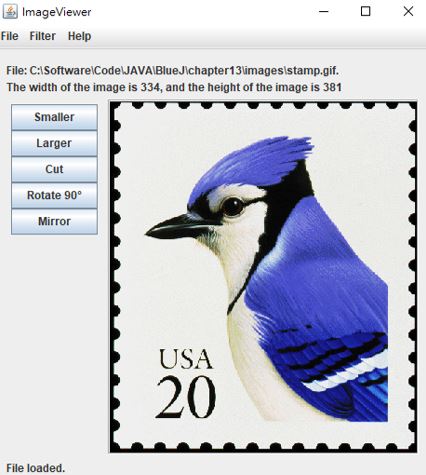 ImageViewer
File Filter Help
File: C:\Software\Code\JAVA\BlueJ\chapter13\images\stamp.gif.
The width of the image is 334, and the height of the image is 381
Smaller
Larger
Cut
Rotate 90°
Mirror
USA
20
File loaded.